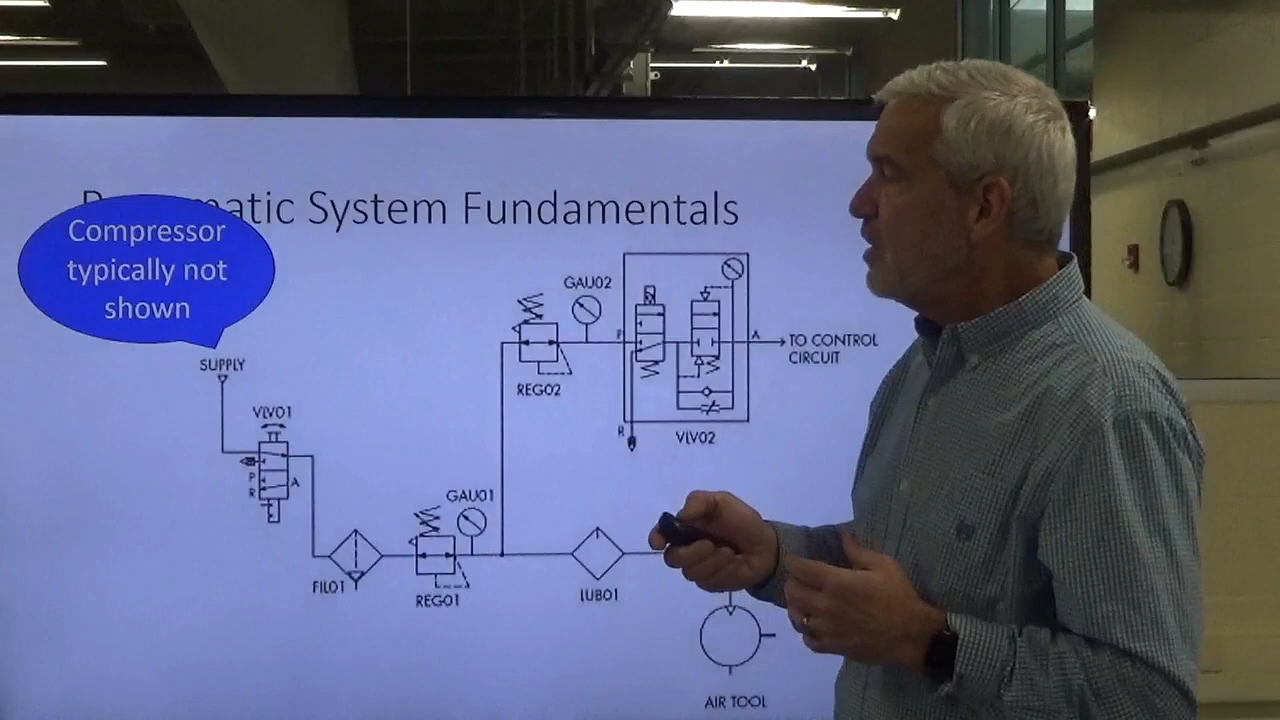 System Fundamentals
Compressor
typically not
shown
SUPPLY
VLV01
P
R
A
FIL01
GAU01
REG01
GAU02
REG02
P
A
R
VLV02
TO CONTROL
CIRCUIT
LUB01
AIR TOOL